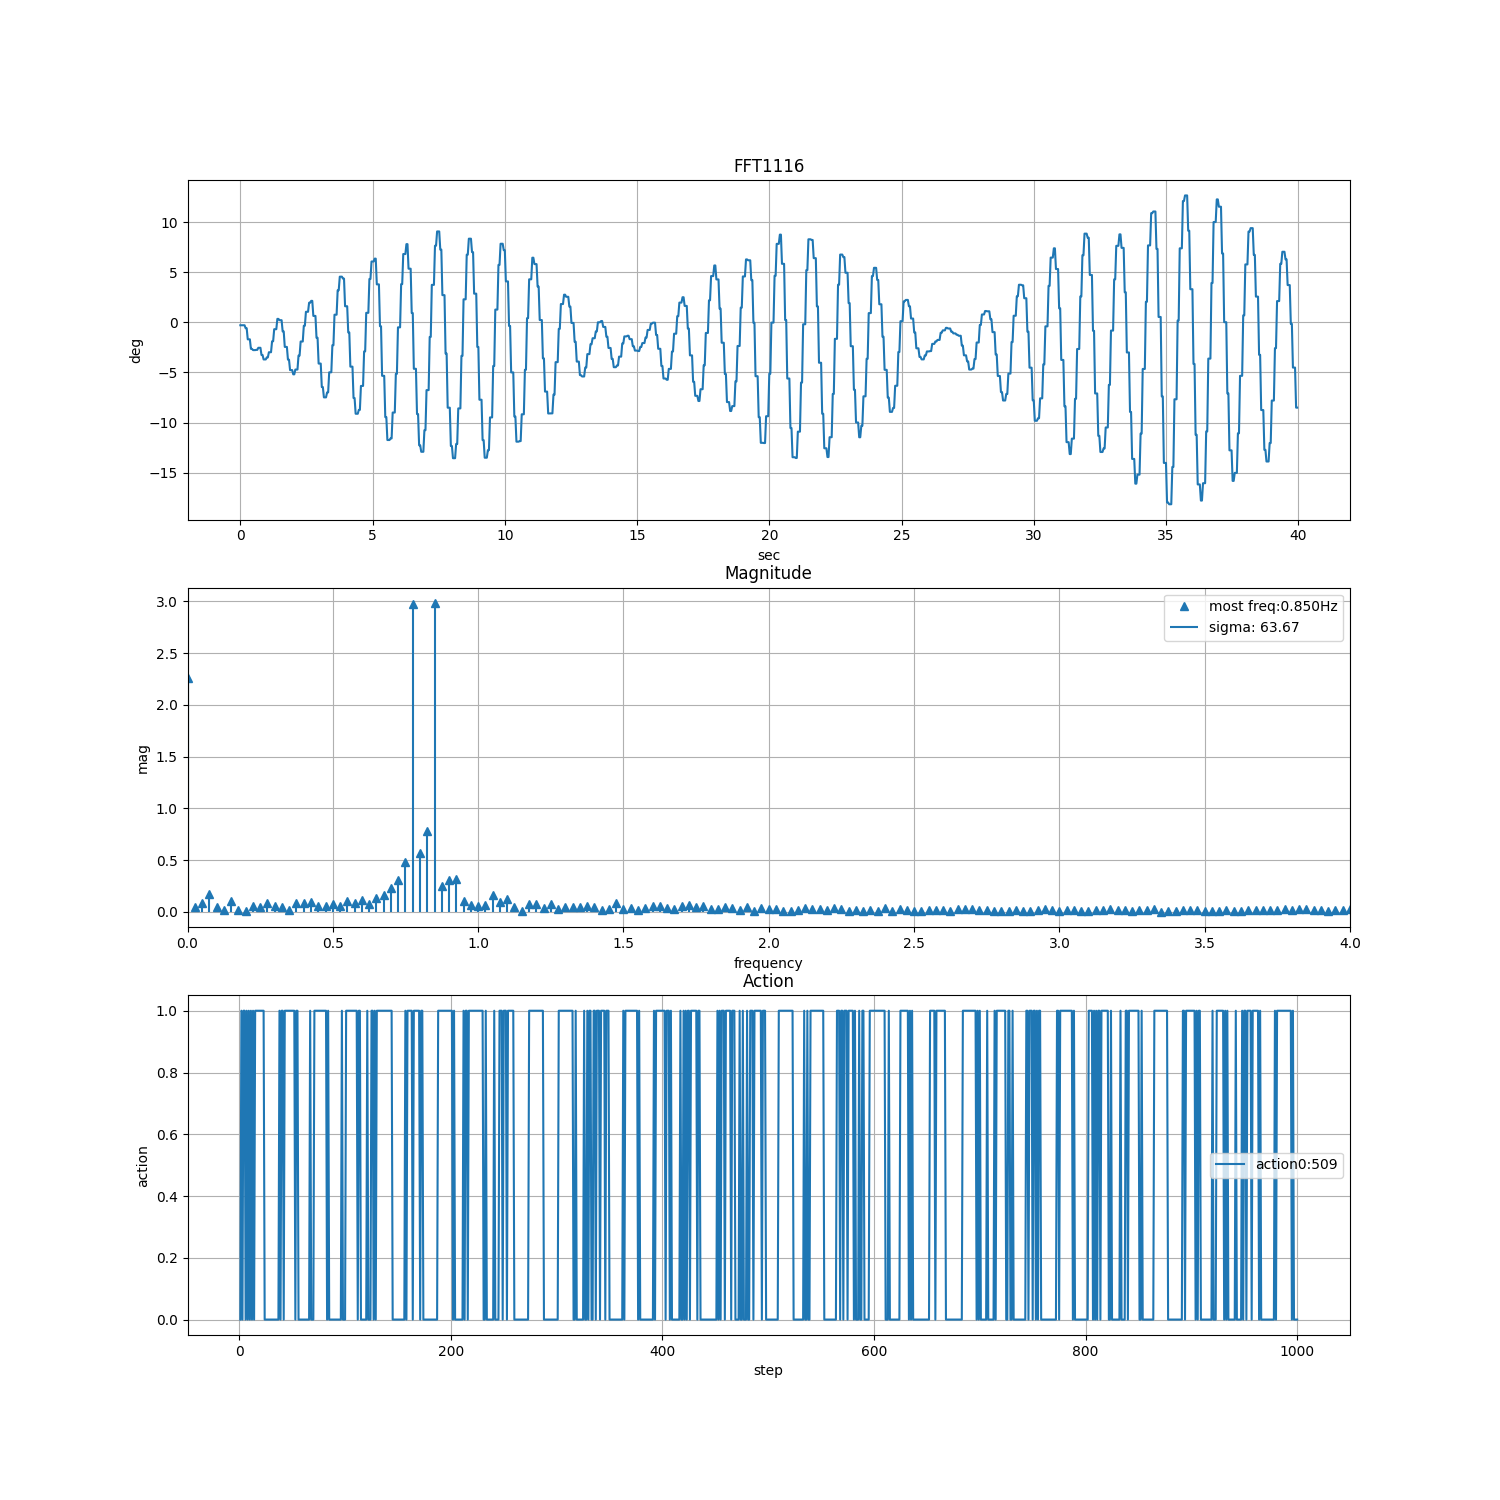 FFT1116
10
5
0
−5
−10
−15
deg
0 5 10 15 20 25 30 35 40
sec
Magnitude
3.0
2.5
2.0
1.5
1.0
0.5
0.0
mag
most freq:0.850Hz
sigma: 63.67
0.0 0.5 1.0 1.5 2.0 2.5 3.0 3.5 4.0
frequency
Action
1.0
0.8
0.6
0.4
0.2
0.0
action
action0:509
0 200 400 600 800 1000
step